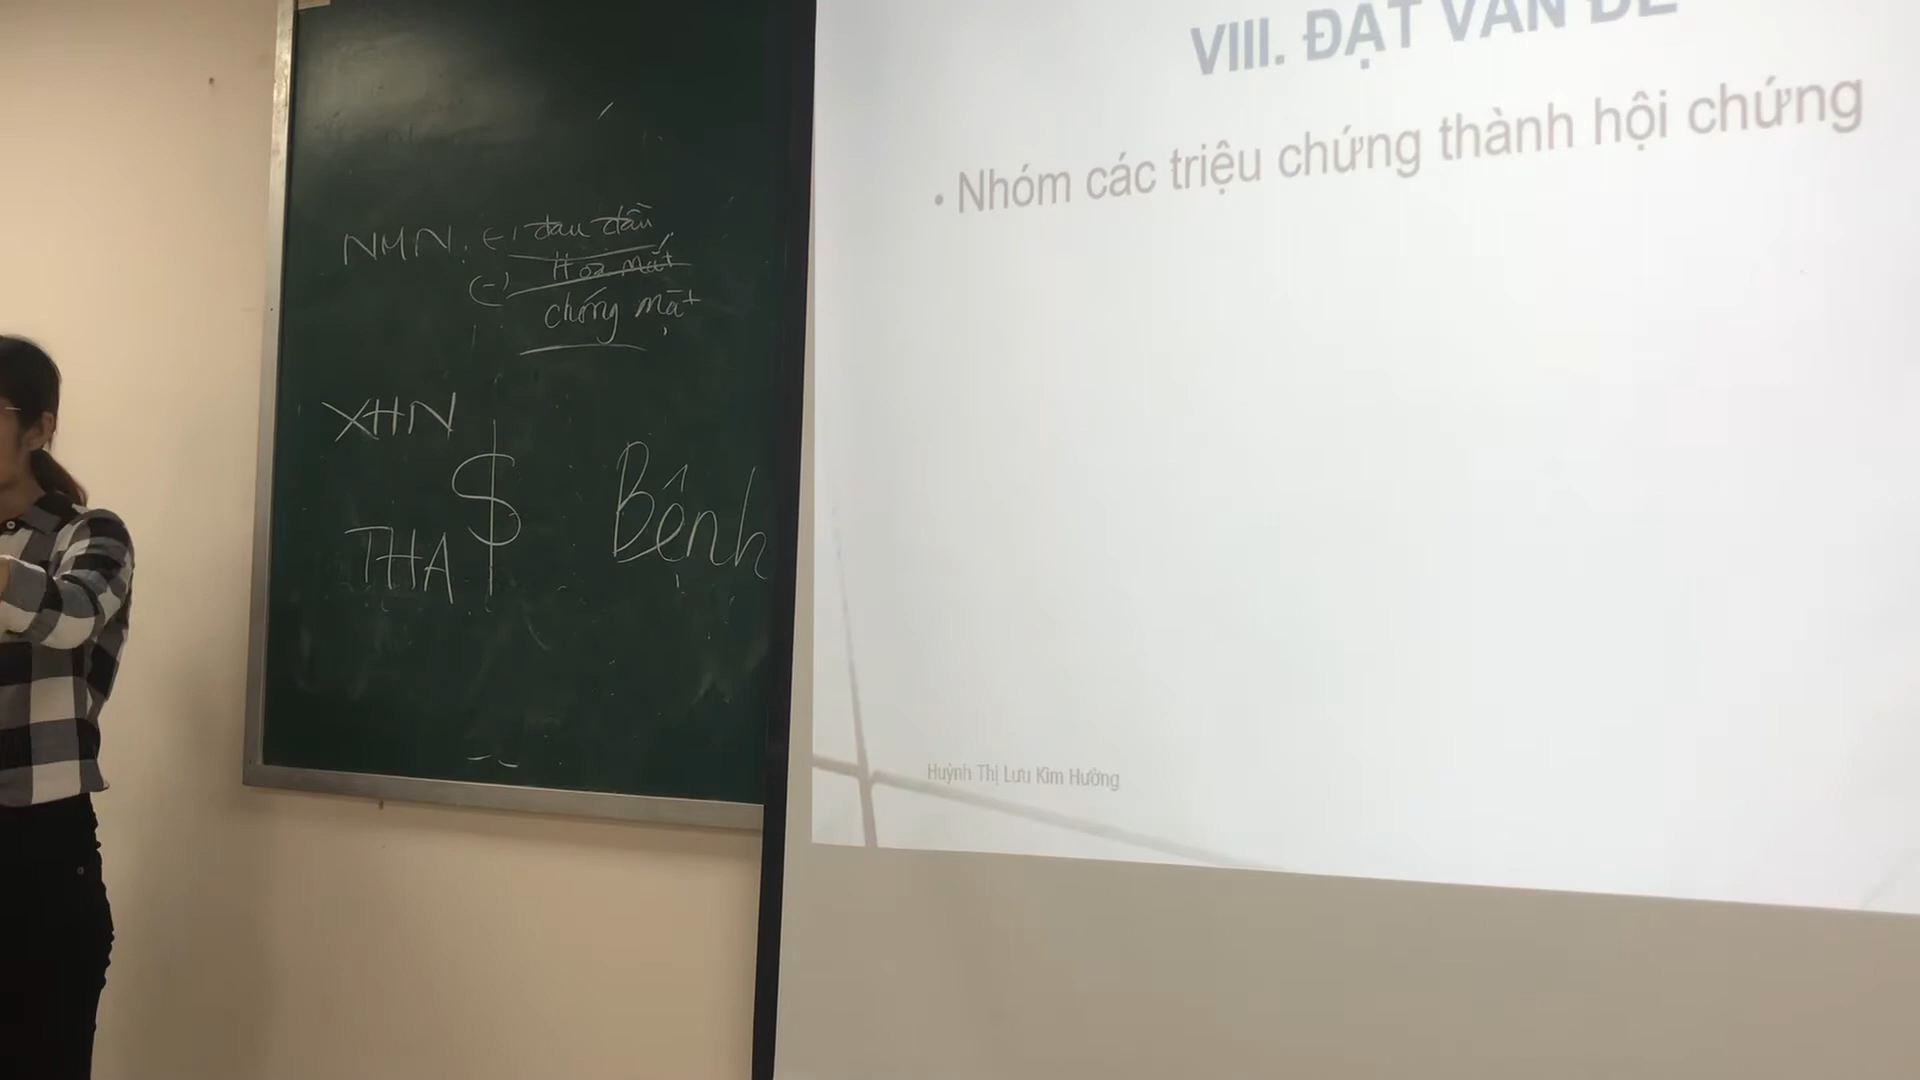 NMN. (-) đau đầu
(-) Hoa mắt
chóng mặt
XHN
$
THA
Bệnh
VIII. ĐẶT VẤN ĐỀ
• Nhóm các triệu chứng thành hội chứng
Huỳnh Thị Lưu Kim Hường